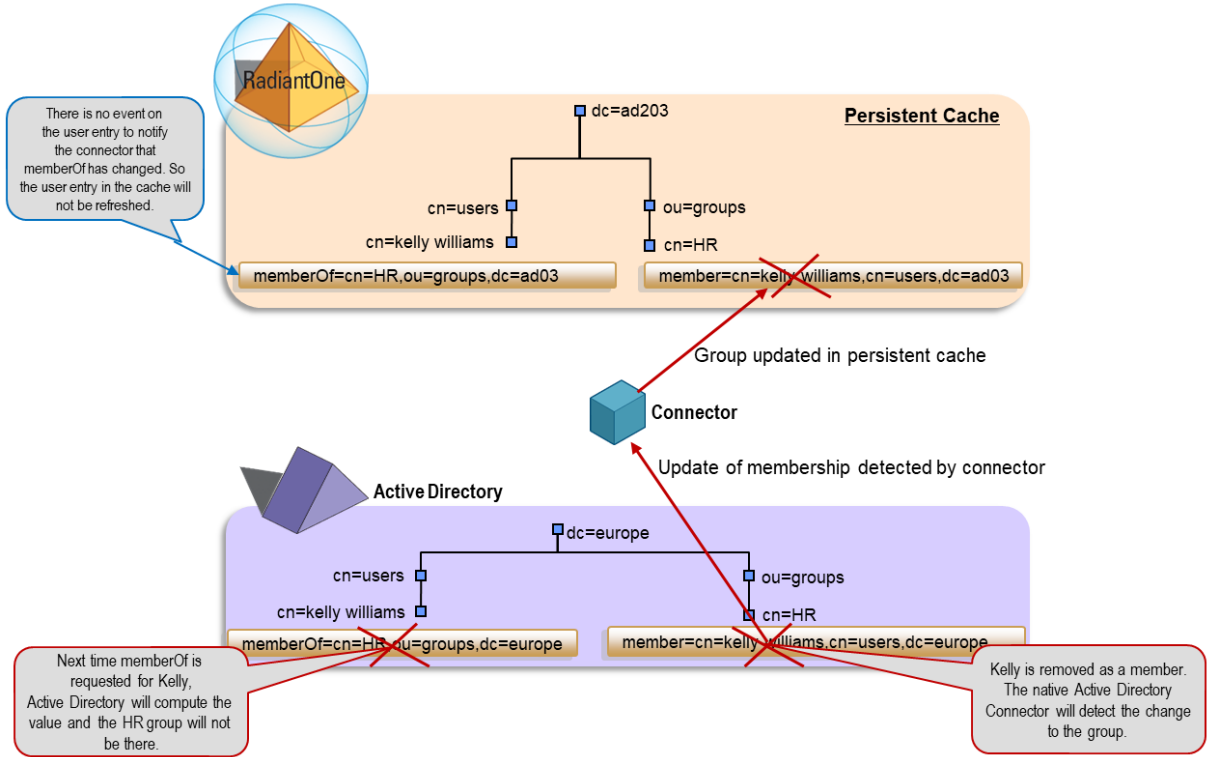 RadiantOne
There is no event on
the user entry to notify
the connector that
memberOf has changed. So
the user entry in the cache will
not be refreshed.
dc=ad203
Persistent Cache
cn=users
ou=groups
cn=kelly williams
cn=HR
memberOf=cn=HR,ou=groups,dc=ad03
member=cn=kelly williams,cn=users,dc=ad03
Group updated in persistent cache
Connector
Update of membership detected by connector
Active Directory
dc=europe
cn=users
ou=groups
cn=kelly williams
cn=HR
memberOf=cn=HR,ou=groups,dc=europe
member=cn=kelly williams,cn=users,dc=europe
Next time memberOf is
requested for Kelly,
Active Directory will compute the
value and the HR group will not
be there.
Kelly is removed as a member.
The native Active Directory
Connector will detect the change
to the group.